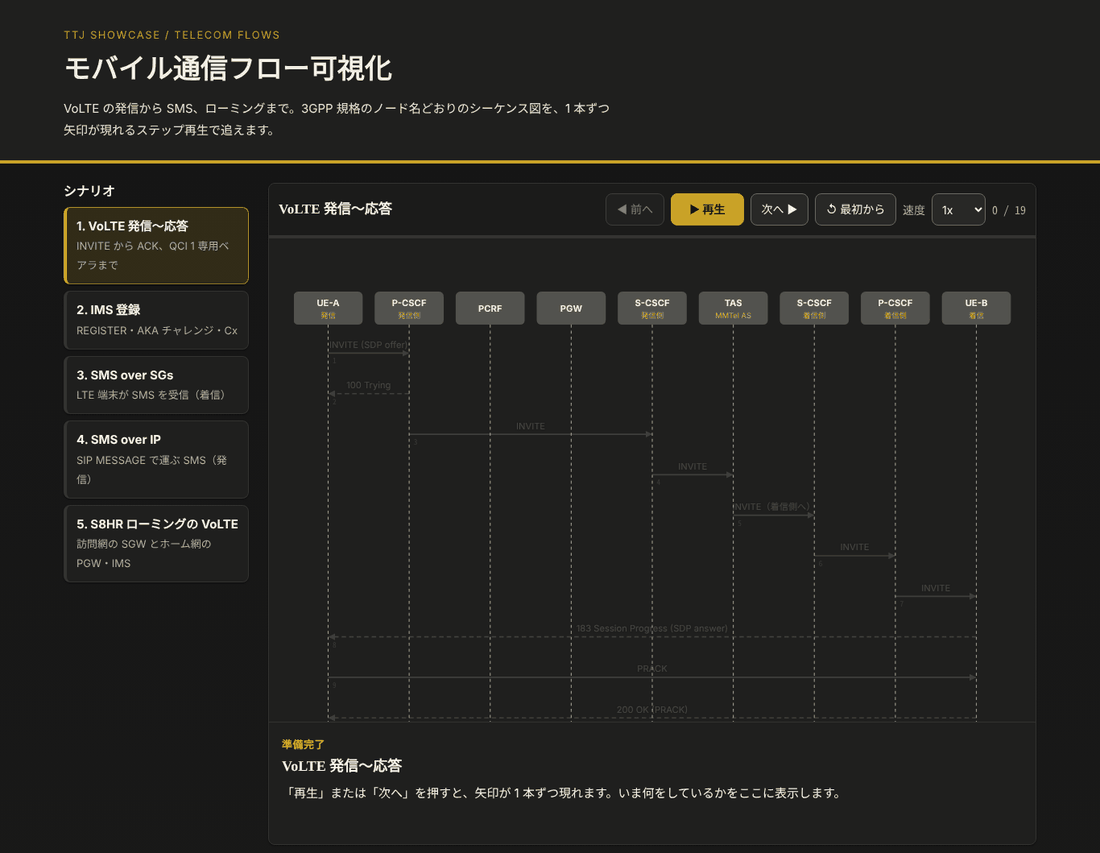 TTJ SHOWCASE / TELECOM FLOWS
モバイル通信フロー可視化
VoLTE の発信から SMS、ローミングまで。3GPP 規格のノード名どおりのシーケンス図を、1 本ずつ
矢印が現れるステップ再生で追えます。
シナリオ
1. VoLTE 発信〜応答
INVITE から ACK、QCI 1 専用ベ
アラまで
2. IMS 登録
REGISTER・AKA チャレンジ・Cx
3. SMS over SGs
LTE 端末が SMS を受信（着信）
4. SMS over IP
SIP MESSAGE で運ぶ SMS（発
信）
5. S8HR ローミングの VoLTE
訪問網の SGW とホーム網の
PGW・IMS
VoLTE 発信〜応答
◀ 前へ
▶ 再生
次へ ▶
↺ 最初から
速度
1x
0 / 19
UE-A
発信
P-CSCF
発信側
PCRF
PGW
S-CSCF
発信側
TAS
MMTel AS
S-CSCF
着信側
P-CSCF
着信側
UE-B
着信
INVITE (SDP offer)
100 Trying
INVITE
INVITE
INVITE（着信側へ）
INVITE
INVITE
183 Session Progress (SDP answer)
PRACK
200 OK (PRACK)
準備完了
VoLTE 発信〜応答
「再生」または「次へ」を押すと、矢印が 1 本ずつ現れます。いま何をしているかをここに表示します。